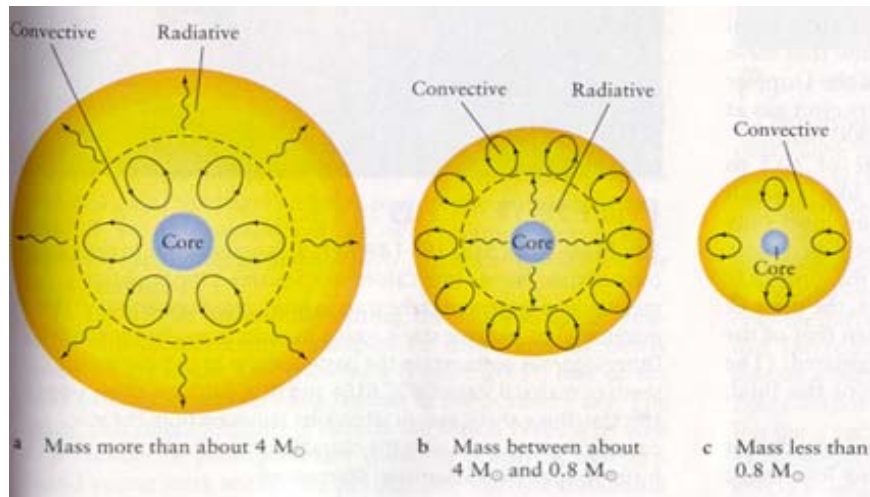 Convective
Radiative
Core
a Mass more than about 4 M☉
Convective
Radiative
Core
b Mass between about
4 M☉ and 0.8 M☉
Convective
Core
c Mass less than
0.8 M☉